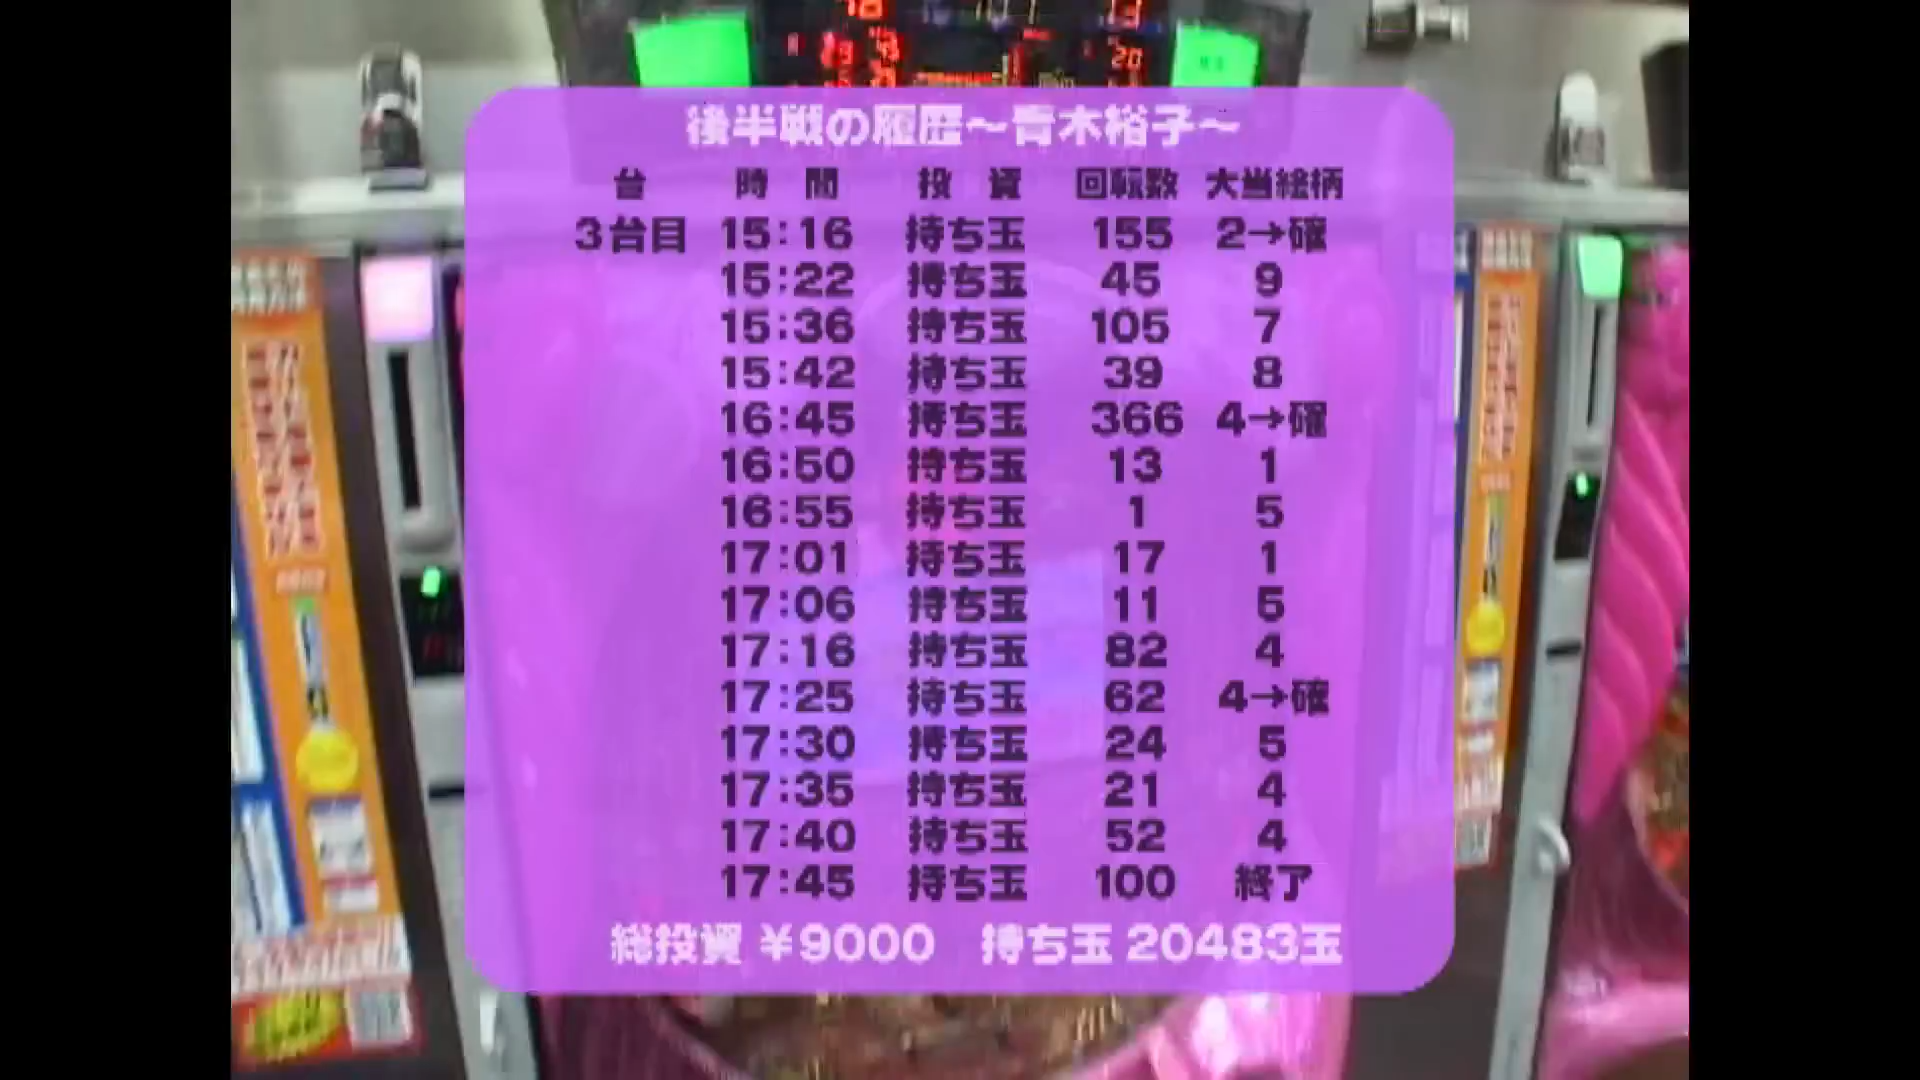 後半戦の履歴～青木裕子～
台 時間 投資 回転数 大当絵柄
3台目 15:16 持ち玉 155 2→確
15:22 持ち玉 45 9
15:36 持ち玉 105 7
15:42 持ち玉 39 8
16:45 持ち玉 366 4→確
16:50 持ち玉 13 1
16:55 持ち玉 1 5
17:01 持ち玉 17 1
17:06 持ち玉 11 5
17:16 持ち玉 82 4
17:25 持ち玉 62 4→確
17:30 持ち玉 24 5
17:35 持ち玉 21 4
17:40 持ち玉 52 4
17:45 持ち玉 100 終了
総投資 ¥9000 持ち玉 20483玉